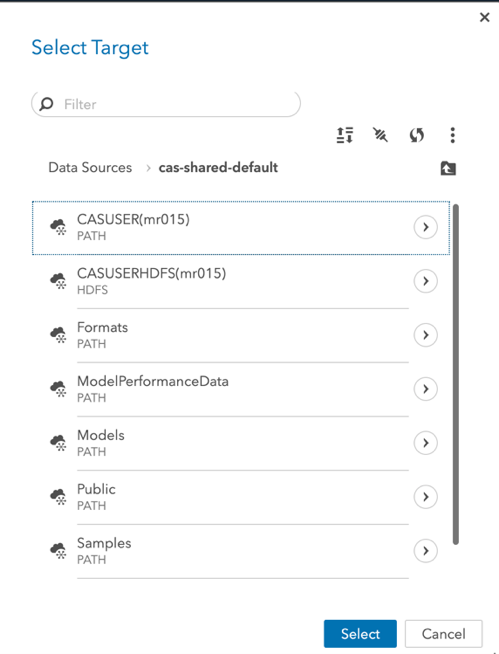 Select Target
Filter
Data Sources > cas-shared-default
CASUSER(mr015)
PATH
CASUSERHDFS(mr015)
HDFS
Formats
PATH
ModelPerformanceData
PATH
Models
PATH
Public
PATH
Samples
PATH
Select Cancel